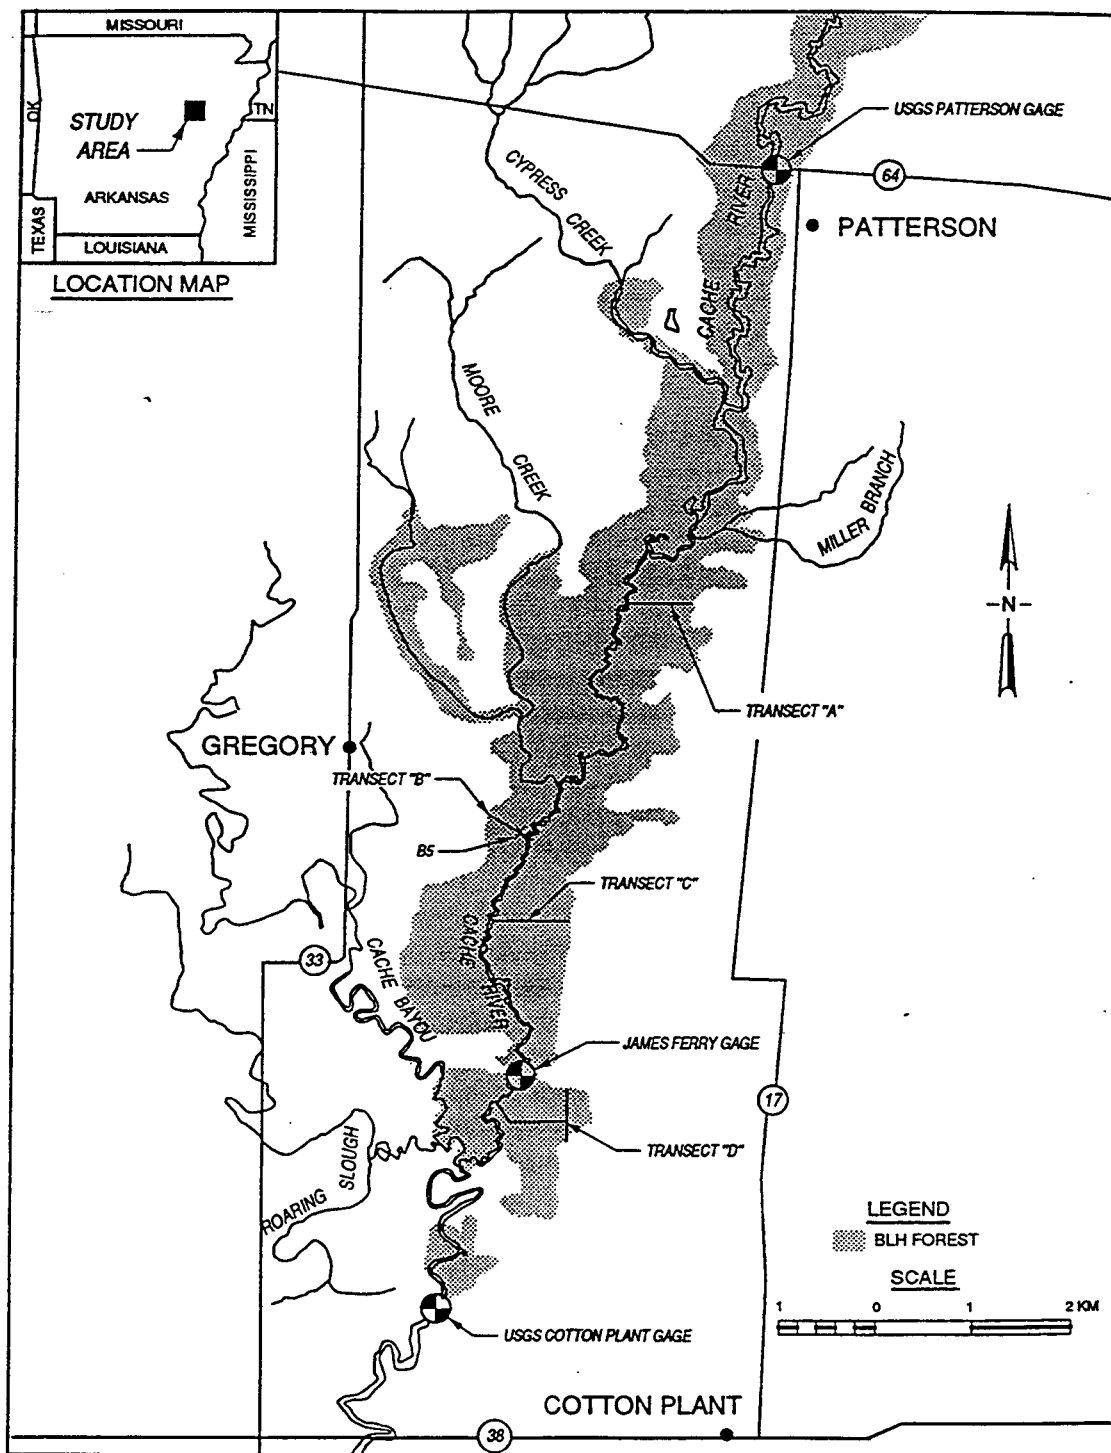 MISSOURI
OK
TN
STUDY
AREA
ARKANSAS
MISSISSIPPI
TEXAS
LOUISIANA
LOCATION MAP
USGS PATTERSON GAGE
64
PATTERSON
CYPRESS CREEK
CACHE RIVER
MOORE CREEK
MILLER BRANCH
N
TRANSECT "A"
GREGORY
TRANSECT "B"
B5
TRANSECT "C"
CACHE RIVER
33
CACHE BAYOU
JAMES FERRY GAGE
17
TRANSECT "D"
ROARING SLOUGH
LEGEND
BLH FOREST
SCALE
1 0 1 2 KM
USGS COTTON PLANT GAGE
COTTON PLANT
38